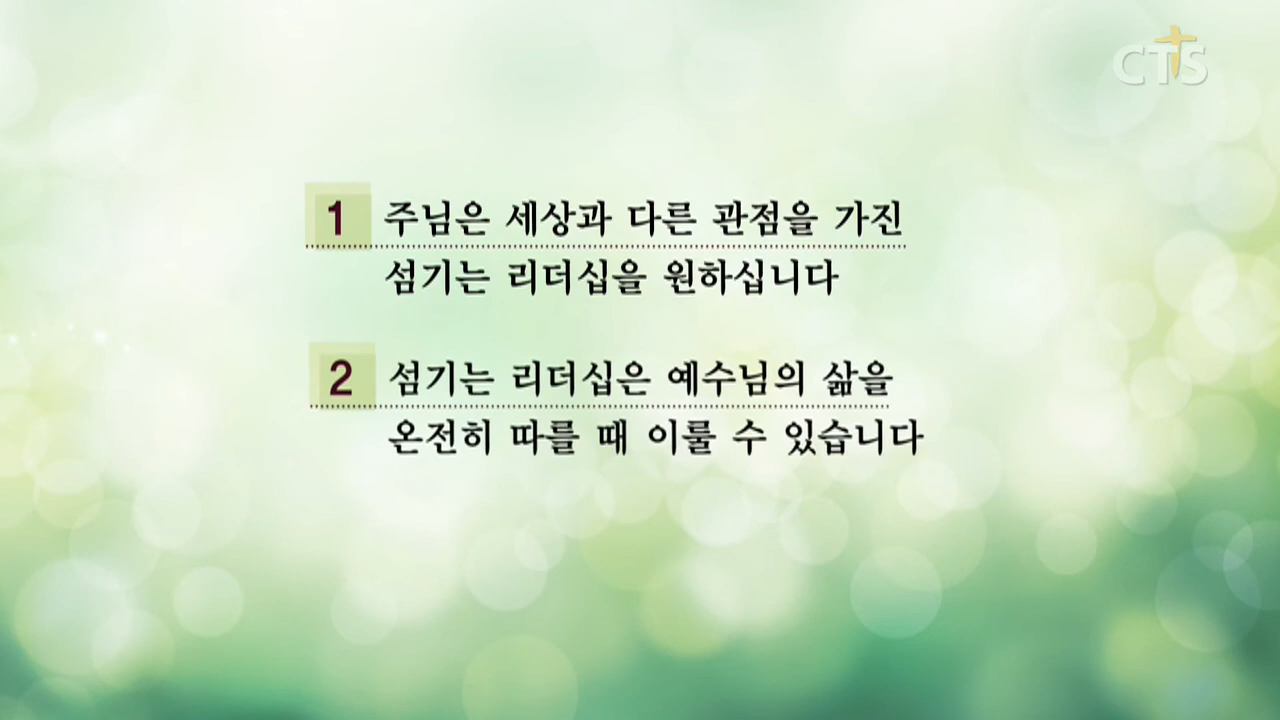 CTS
1 주님은 세상과 다른 관점을 가진
섬기는 리더십을 원하십니다
2 섬기는 리더십은 예수님의 삶을
온전히 따를 때 이룰 수 있습니다